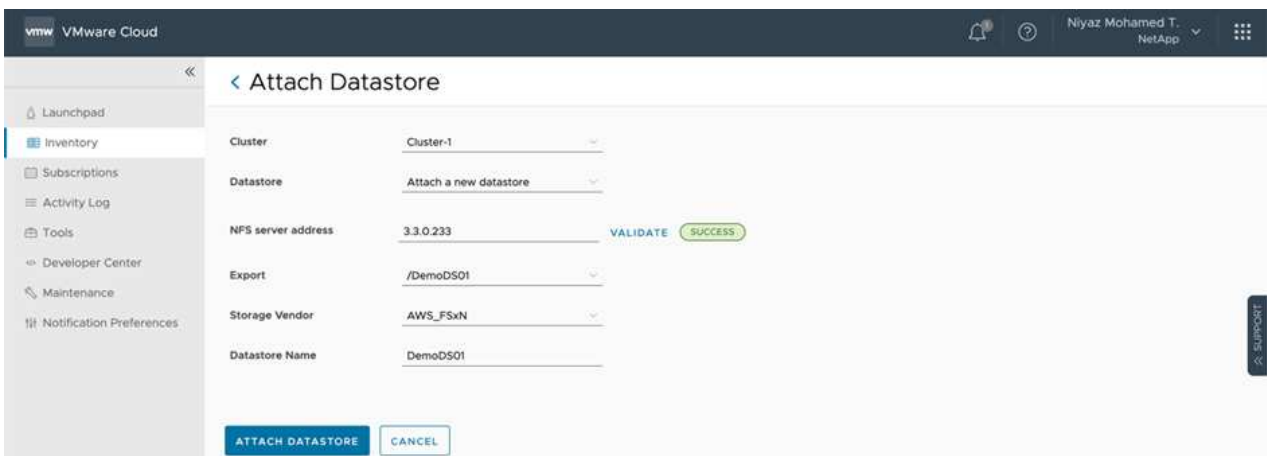 vmw VMware Cloud
Niyaz Mohamed T.
NetApp
Attach Datastore
Launchpad
Inventory
Subscriptions
Activity Log
Tools
Developer Center
Maintenance
Notification Preferences
Cluster Cluster-1
Datastore Attach a new datastore
NFS server address 3.3.0.233 VALIDATE SUCCESS
Export /DemoDS01
Storage Vendor AWS_FSxN
Datastore Name DemoDS01
ATTACH DATASTORE CANCEL
SUPPORT